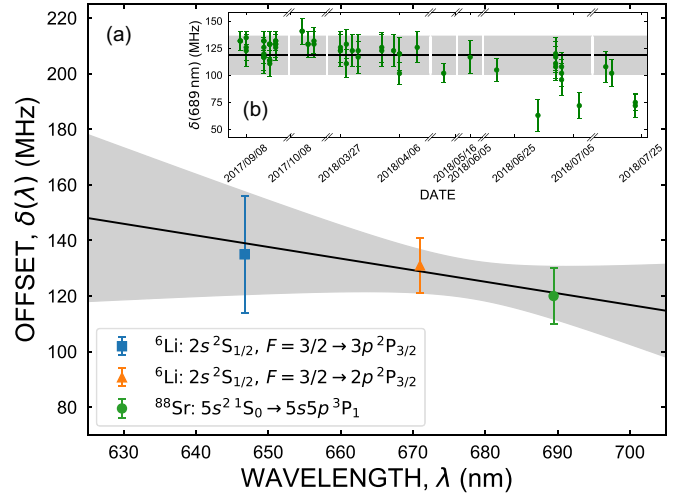 (a)
220
200
180
160
140
120
100
80
OFFSET, δ(λ) (MHz)
150
125
100
75
50
δ(689 nm) (MHz)
(b)
2017/09/08
2017/10/08
2018/03/27
2018/04/06
2018/05/16
2018/06/05
2018/06/25
2018/07/05
2018/07/25
DATE
⁶Li: 2s ²S₁/₂, F = 3/2 → 3p ²P₃/₂
⁶Li: 2s ²S₁/₂, F = 3/2 → 2p ²P₃/₂
⁸⁸Sr: 5s² ¹S₀ → 5s5p ³P₁
630 640 650 660 670 680 690 700
WAVELENGTH, λ (nm)